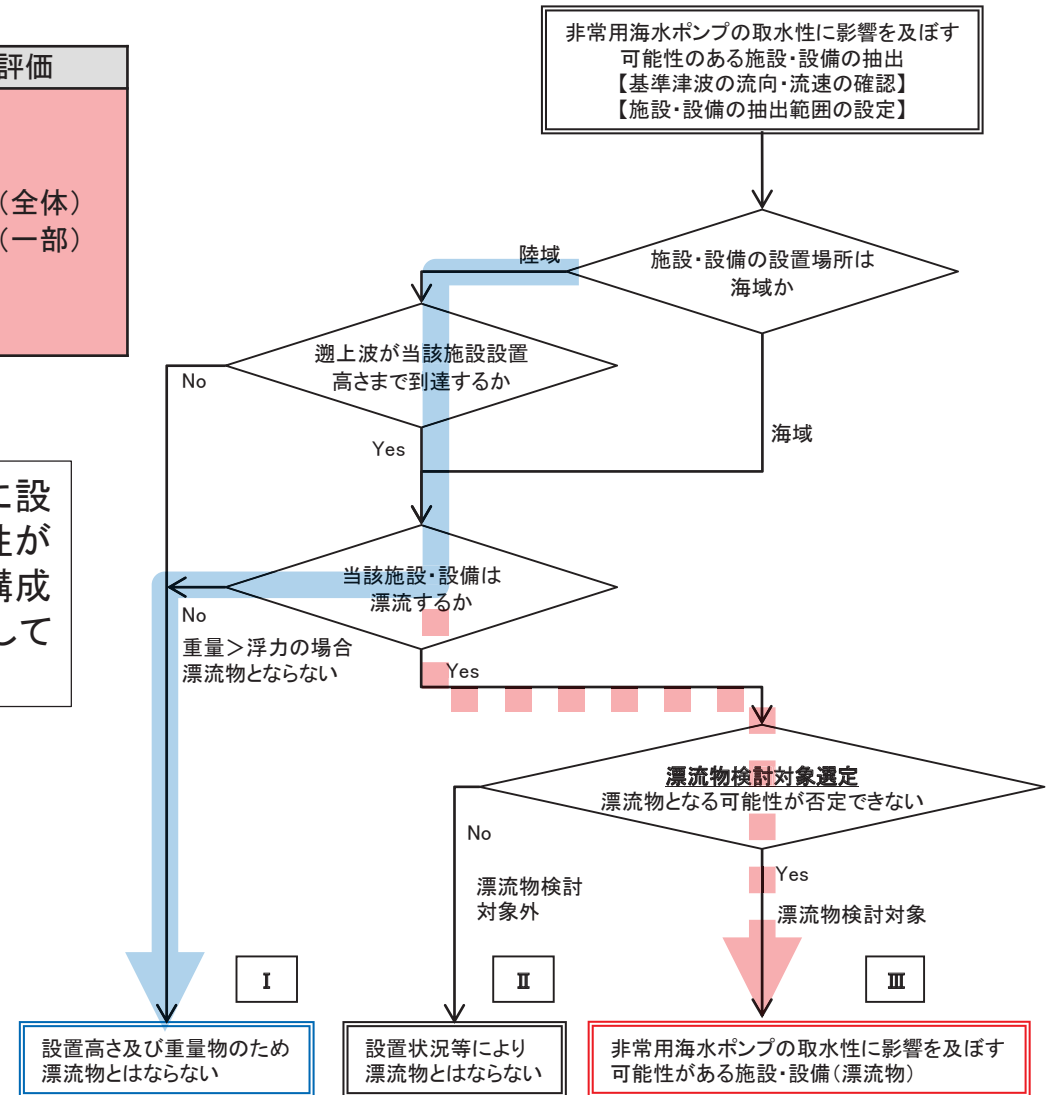 評価
(全体)
(一部)
に設
性が
構成
して
非常用海水ポンプの取水性に影響を及ぼす
可能性のある施設・設備の抽出
【基準津波の流向・流速の確認】
【施設・設備の抽出範囲の設定】
施設・設備の設置場所は
海域か
陸域
海域
遡上波が当該施設設置
高さまで到達するか
No
Yes
当該施設・設備は
漂流するか
No
重量>浮力の場合
漂流物とならない
Yes
漂流物検討対象選定
漂流物となる可能性が否定できない
No
漂流物検討
対象外
Yes
漂流物検討対象
Ⅰ
Ⅱ
Ⅲ
設置高さ及び重量物のため
漂流物とはならない
設置状況等により
漂流物とはならない
非常用海水ポンプの取水性に影響を及ぼす
可能性がある施設・設備(漂流物)